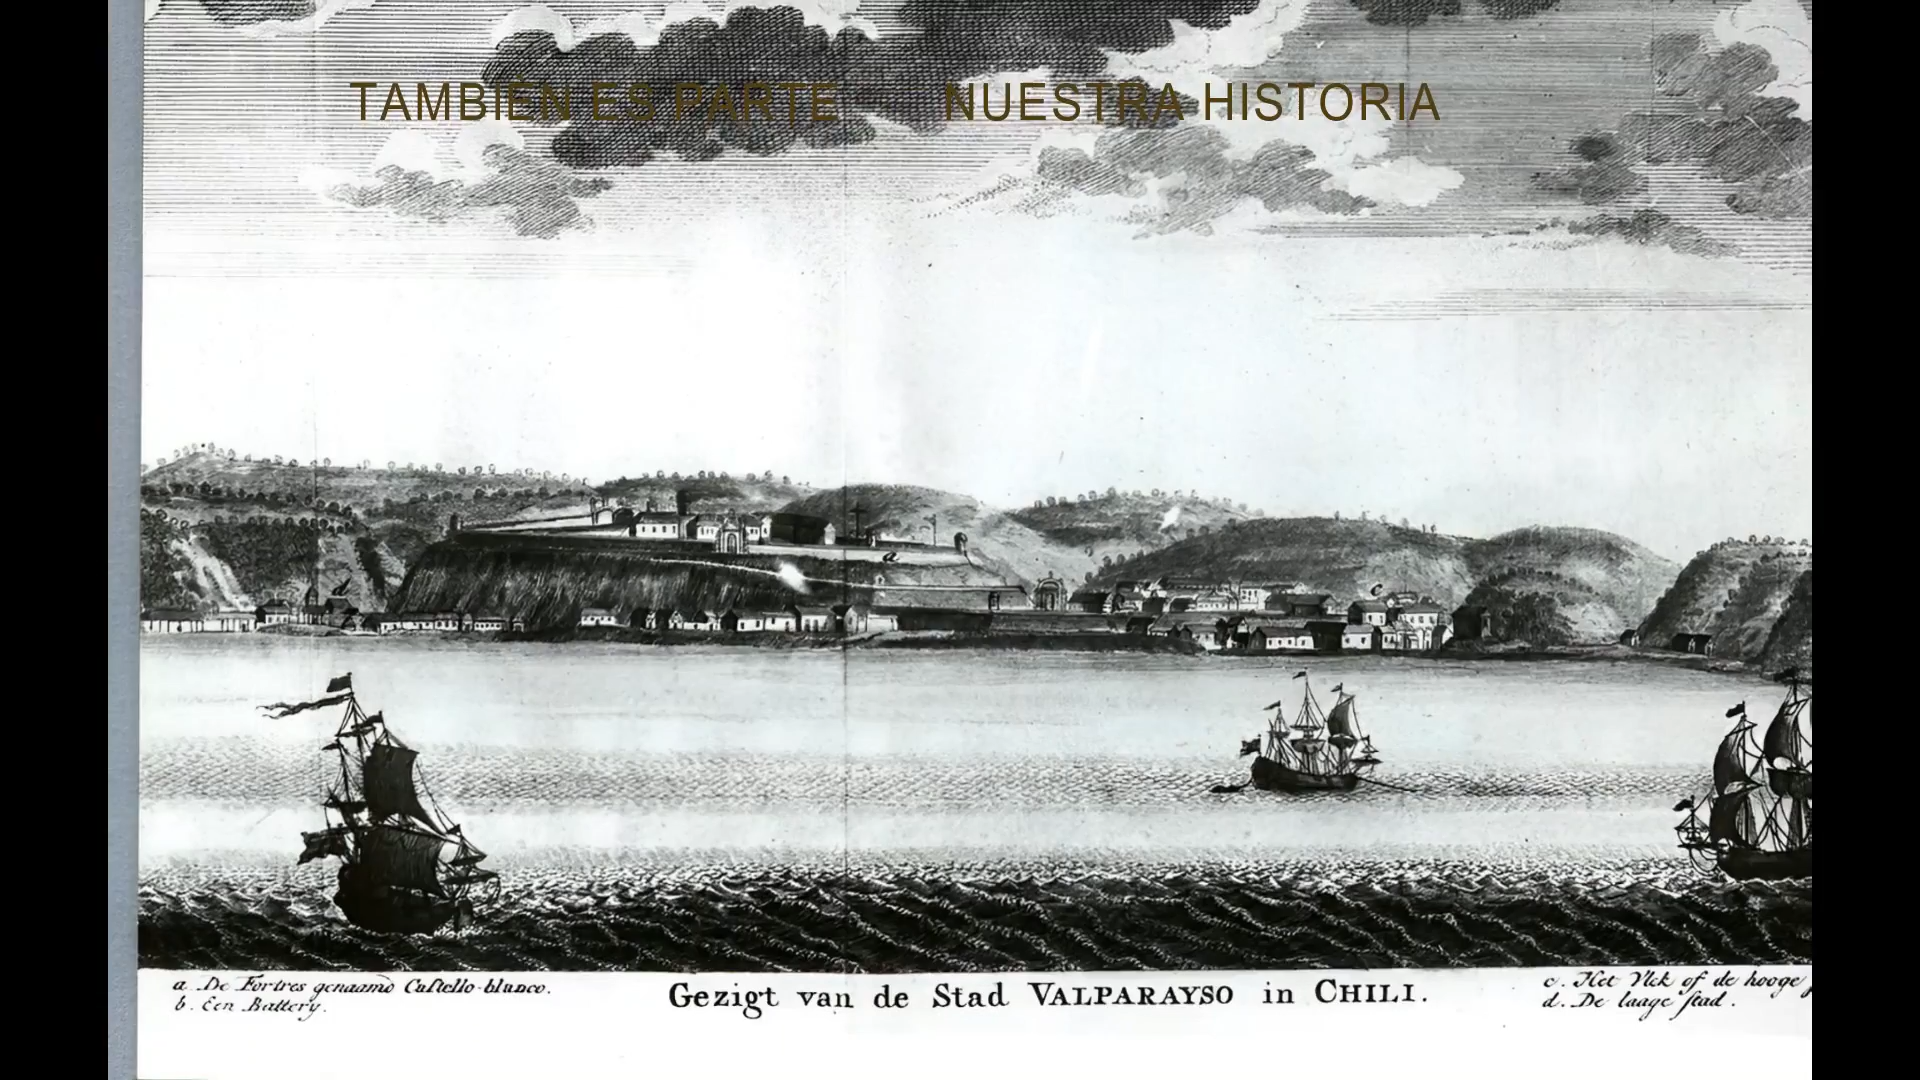 TAMBIÉN ES PARTE NUESTRA HISTORIA
a
d
c
a. De Fortres genaamd Castello-blanco.
b. Een Battery.
Gezigt van de Stad VALPARAYSO in CHILI.
c. Het Vlek of de hooge
d. De laage stad.